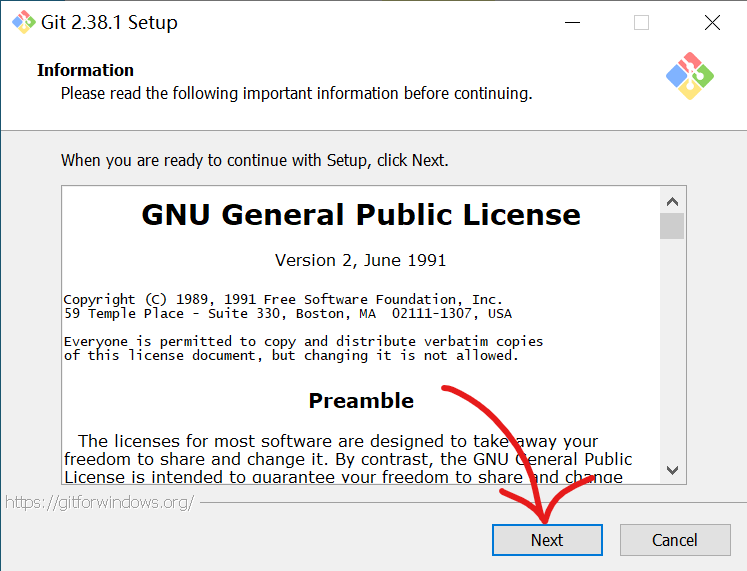 Git 2.38.1 Setup
Information
Please read the following important information before continuing.
When you are ready to continue with Setup, click Next.
GNU General Public License
Version 2, June 1991
Copyright (C) 1989, 1991 Free Software Foundation, Inc.
59 Temple Place - Suite 330, Boston, MA  02111-1307, USA
Everyone is permitted to copy and distribute verbatim copies
of this license document, but changing it is not allowed.
Preamble
The licenses for most software are designed to take away your
freedom to share and change it. By contrast, the GNU General Public
License is intended to guarantee your freedom to share and change
https://gitforwindows.org/
Next
Cancel